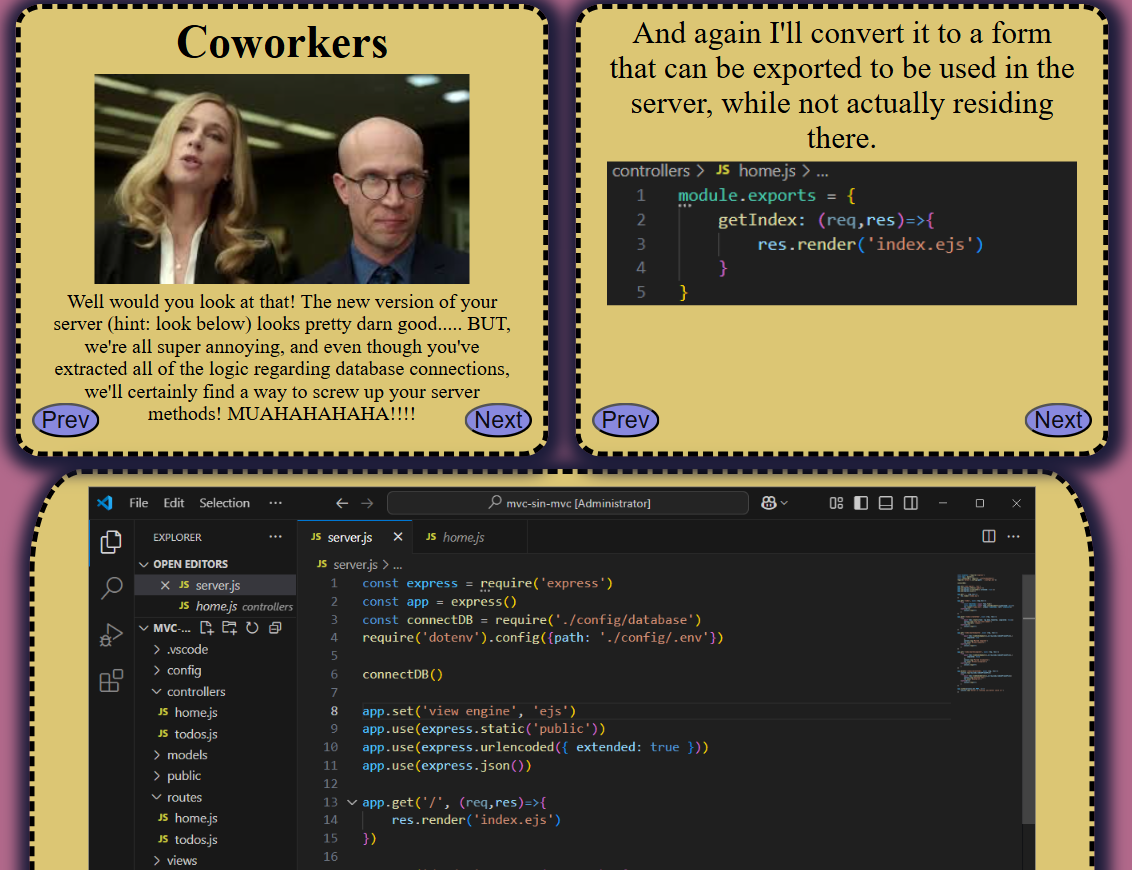 Coworkers
Well would you look at that! The new version of your
server (hint: look below) looks pretty darn good..... BUT,
we're all super annoying, and even though you've
extracted all of the logic regarding database connections,
we'll certainly find a way to screw up your server
methods! MUAHAHAHAHA!!!!
Prev
Next
And again I'll convert it to a form
that can be exported to be used in the
server, while not actually residing
there.
controllers > JS home.js > ...
1 module.exports = {
2 getIndex: (req,res)=>{
3 res.render('index.ejs')
4 }
5 }
Prev
Next
File Edit Selection ...
mvc-sin-mvc [Administrator]
EXPLORER ...
OPEN EDITORS
JS server.js
JS home.js controllers
MVC-...
.vscode
config
controllers
JS home.js
JS todos.js
models
public
routes
JS home.js
JS todos.js
views
JS server.js
JS home.js
JS server.js > ...
1 const express = require('express')
2 const app = express()
3 const connectDB = require('./config/database')
4 require('dotenv').config({path: './config/.env'})
5
6 connectDB()
7
8 app.set('view engine', 'ejs')
9 app.use(express.static('public'))
10 app.use(express.urlencoded({ extended: true }))
11 app.use(express.json())
12
13 app.get('/', (req,res)=>{
14 res.render('index.ejs')
15 })
16